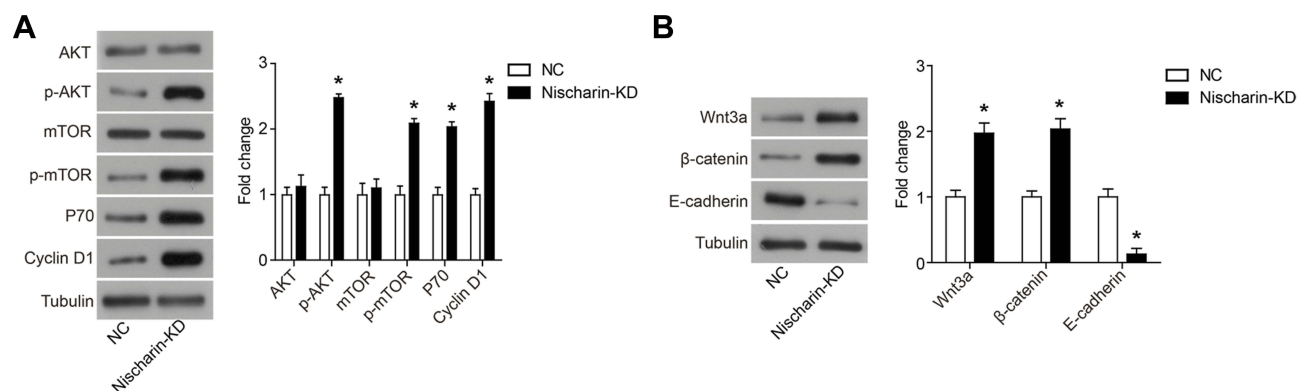 A
AKT
p-AKT
mTOR
p-mTOR
P70
Cyclin D1
Tubulin
NC
Nischarin-KD
Fold change
3
2
1
0
*
*
*
*
AKT
p-AKT
mTOR
p-mTOR
P70
Cyclin D1
NC
Nischarin-KD
B
Wnt3a
β-catenin
E-cadherin
Tubulin
NC
Nischarin-KD
Fold change
3
2
1
0
*
*
*
Wnt3a
β-catenin
E-cadherin
NC
Nischarin-KD